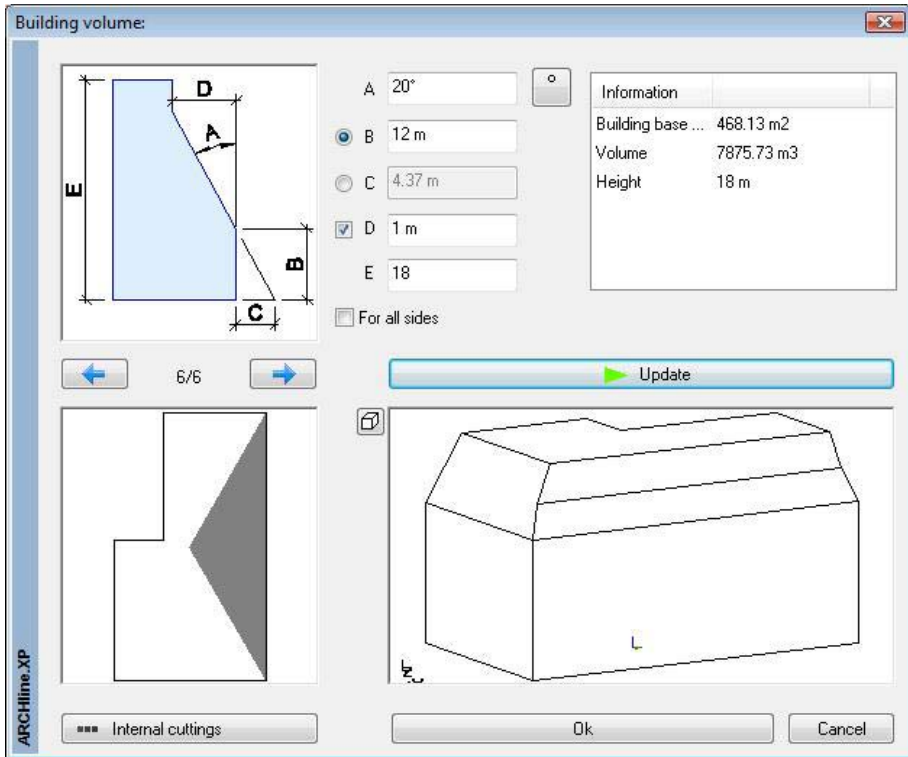 Building volume:
D
A
E
B
C
A 20° °
B 12 m
C 4.37 m
D 1 m
E 18
For all sides
Information
Building base ... 468.13 m2
Volume 7875.73 m3
Height 18 m
6/6
Update
ARCHline.XP
Internal cuttings
Ok
Cancel